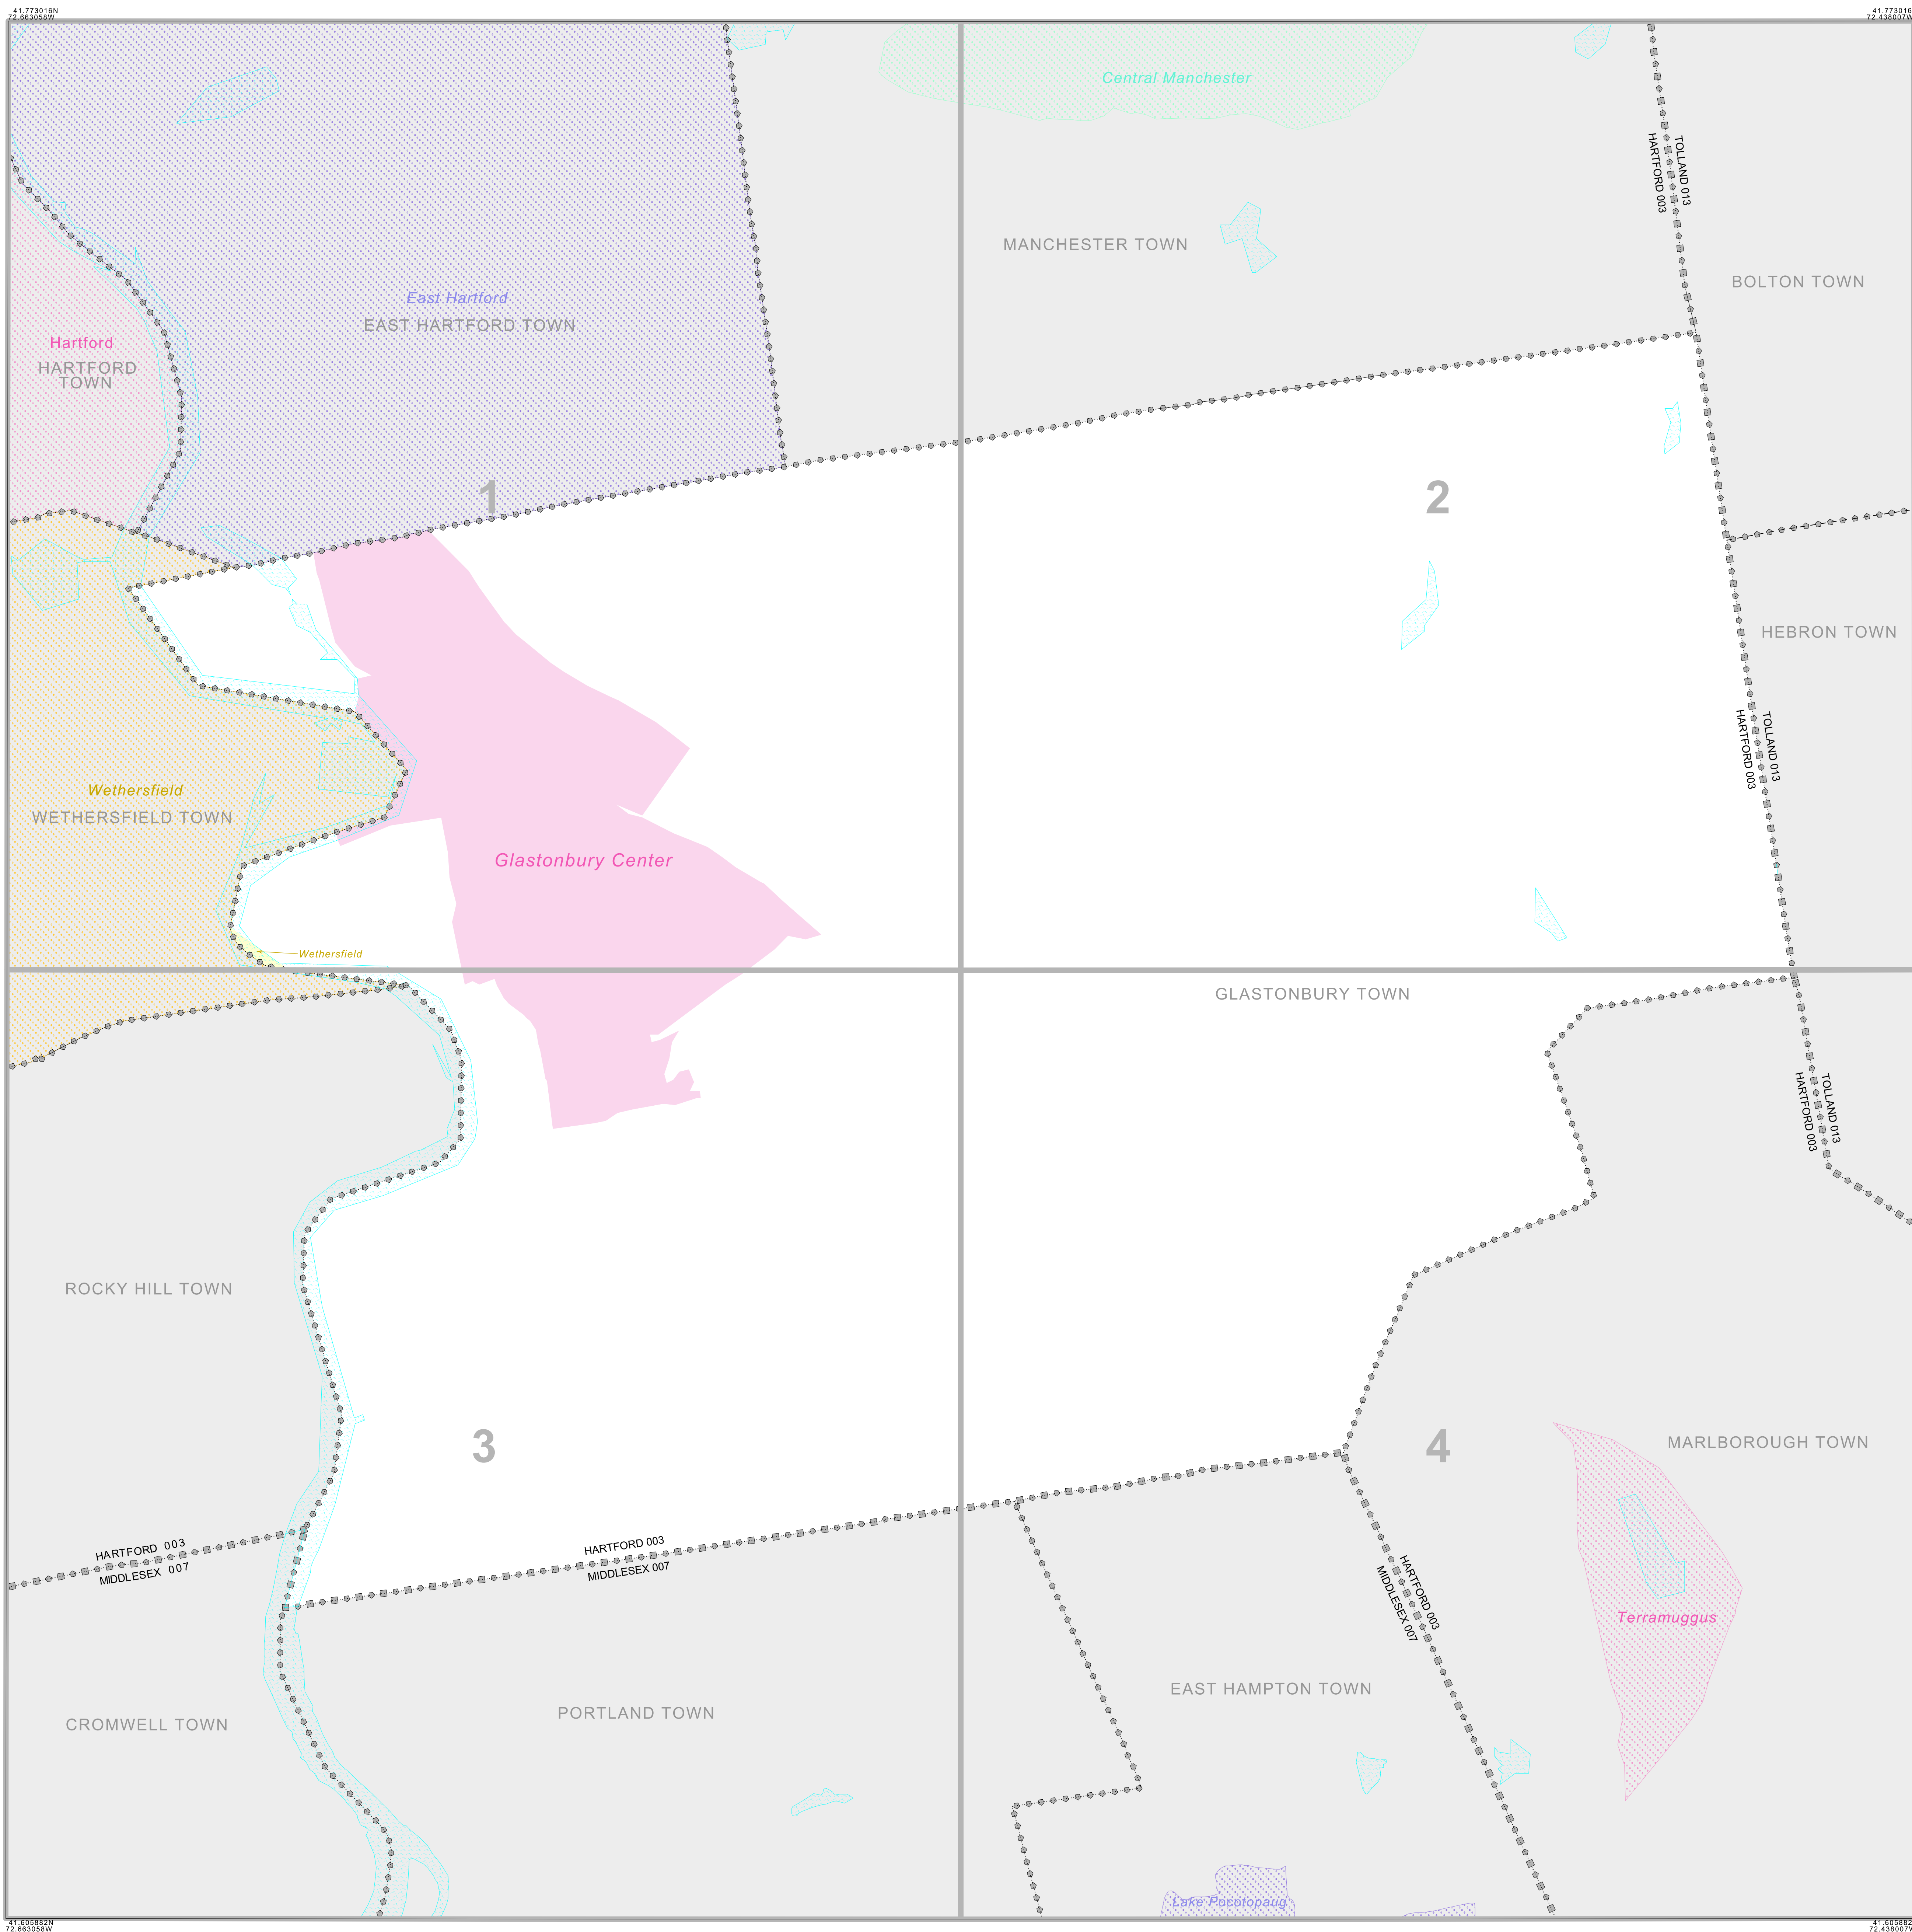 41.773016N
72.663058W
41.773016
72.438007W
Central Manchester
TOLLAND 013
HARTFORD 003
MANCHESTER TOWN
BOLTON TOWN
East Hartford
EAST HARTFORD TOWN
Hartford
HARTFORD
TOWN
1
2
HEBRON TOWN
TOLLAND 013
HARTFORD 003
Wethersfield
WETHERSFIELD TOWN
Glastonbury Center
Wethersfield
GLASTONBURY TOWN
TOLLAND 013
HARTFORD 003
ROCKY HILL TOWN
3
4
MARLBOROUGH TOWN
HARTFORD 003
MIDDLESEX 007
HARTFORD 003
MIDDLESEX 007
HARTFORD 003
MIDDLESEX 007
Terramuggus
EAST HAMPTON TOWN
PORTLAND TOWN
CROMWELL TOWN
Lake Pocotopaug
41.605882N
72.663058W
41.605882
72.438007W